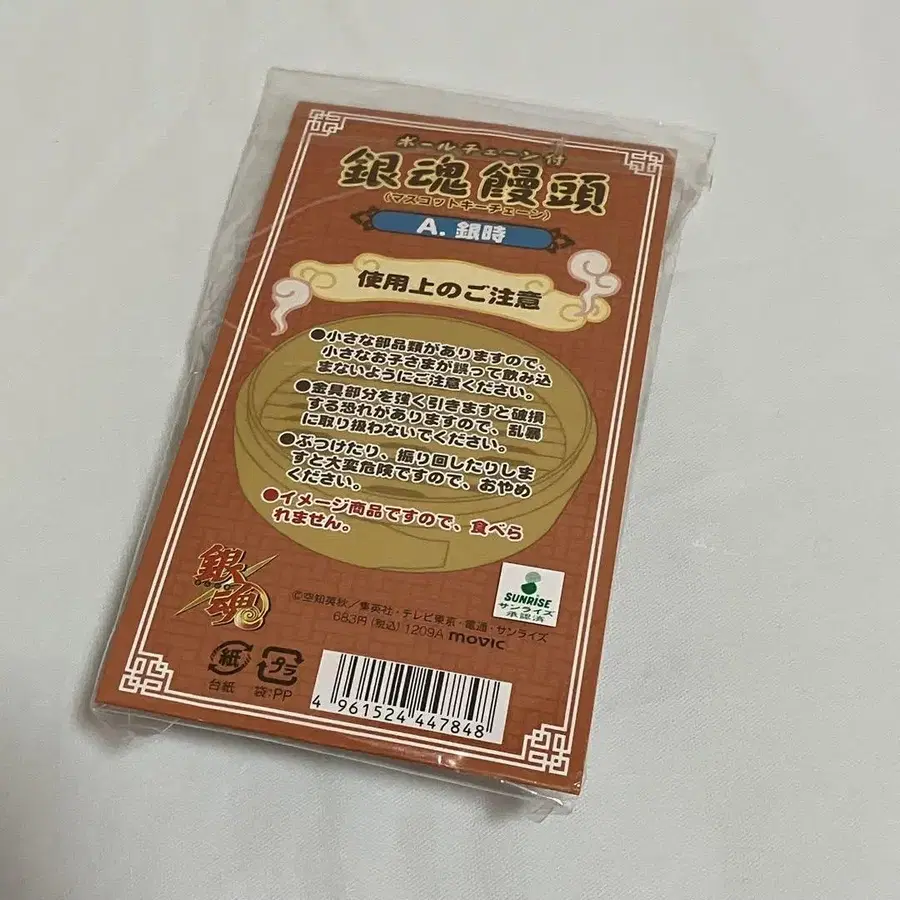 ボールチェーン付
銀魂饅頭
(マスコットキーチェーン)
A. 銀時
使用上のご注意
●小さな部品類がありますので、
小さなお子さまが誤って飲み込
まないようにご注意ください。
●金具部分を強く引きますと破損
する恐れがありますので、乱暴
に取り扱わないでください。
●ぶつけたり、振り回したりしま
すと大変危険ですので、おやめ
ください。
●イメージ商品ですので、食べら
れません。
銀魂
SUNRISE
サンライズ
承認済
©空知英秋/集英社・テレビ東京・電通・サンライズ
683円(税込) 1209A movic
紙
プラ
台紙
袋:PP
4 961524 447848